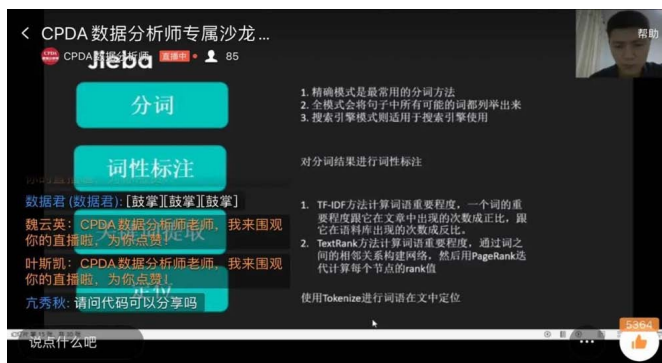 CPDA数据分析师专属沙龙...
帮助
CPDA数据分析师 直播中 · 85
Jieba
分词
1. 精确模式是最常用的分词方法
2. 全模式会将句子中所有可能的词都列举出来
3. 搜索引擎模式则适用于搜索引擎使用
词性标注
对分词结果进行词性标注
1. TF-IDF方法计算词语重要程度，一个词的重
要程度跟它在文章中出现的次数成正比，跟
它在语料库出现的次数成反比。
2. TextRank方法计算词语重要程度，通过词之
间的相邻关系构建网络，然后用PageRank迭
代计算每个节点的rank值
使用Tokenize进行词语在文中定位
数据君(数据君): [鼓掌][鼓掌][鼓掌]
魏云英: CPDA数据分析师老师，我来围观
你的直播啦，为你点赞！
叶斯凯: CPDA数据分析师老师，我来围观
你的直播啦，为你点赞！
亢秀秋: 请问代码可以分享吗
说点什么吧
5364